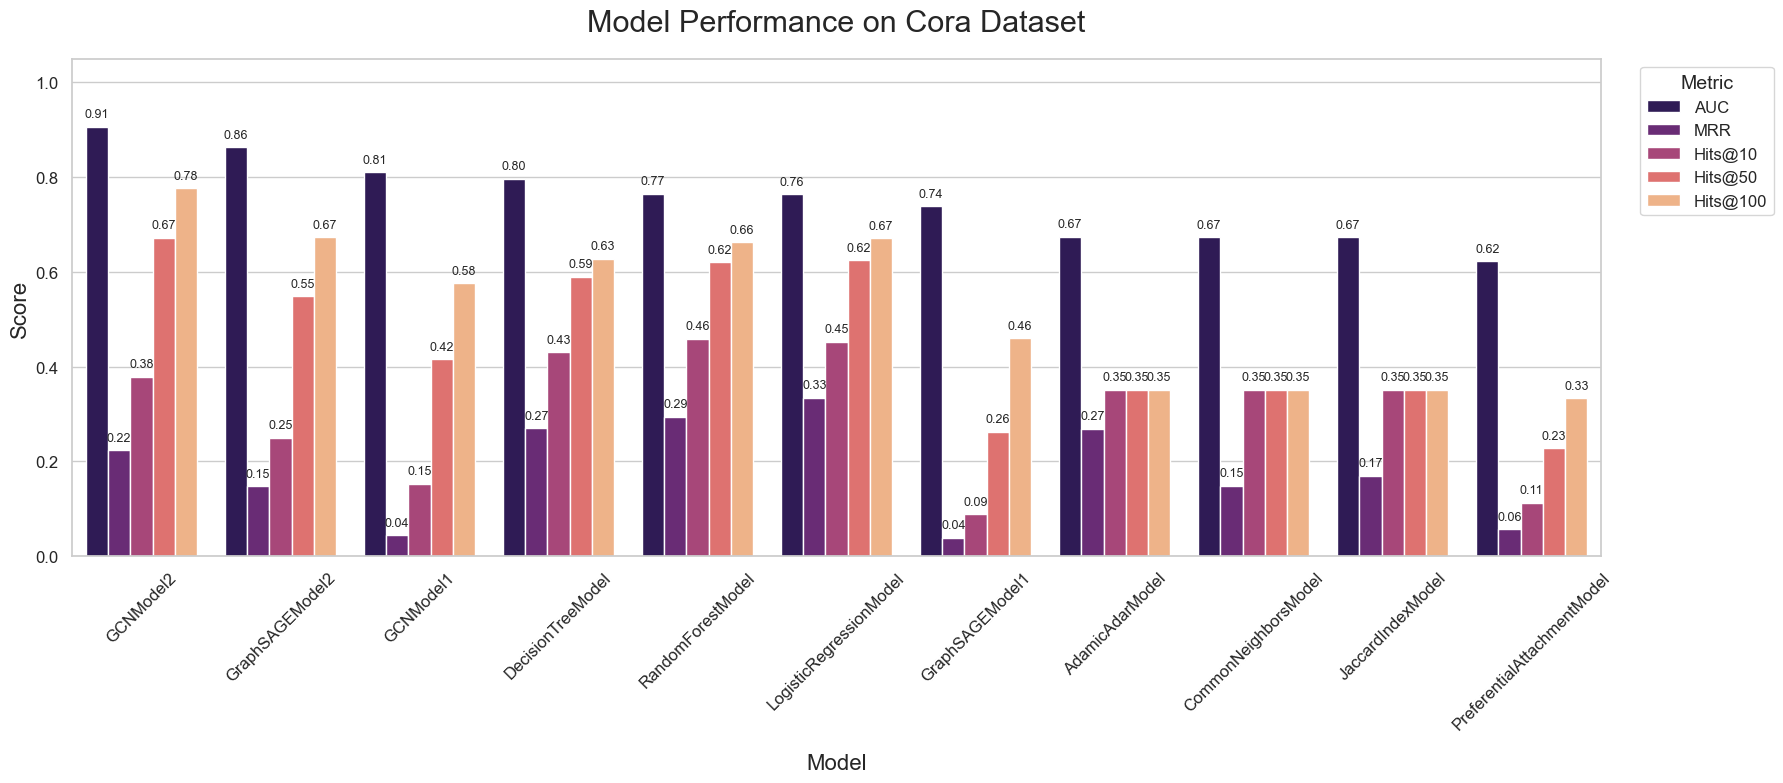 Model Performance on Cora Dataset
Score
1.0
0.8
0.6
0.4
0.2
0.0
0.91 0.22 0.38 0.67 0.78
0.86 0.15 0.25 0.55 0.67
0.81 0.04 0.15 0.42 0.58
0.80 0.27 0.43 0.59 0.63
0.77 0.29 0.46 0.62 0.66
0.76 0.33 0.45 0.62 0.67
0.74 0.04 0.09 0.26 0.46
0.67 0.27 0.35 0.35 0.35
0.67 0.15 0.35 0.35 0.35
0.67 0.17 0.35 0.35 0.35
0.62 0.06 0.11 0.23 0.33
GCNModel2
GraphSAGEModel2
GCNModel1
DecisionTreeModel
RandomForestModel
LogisticRegressionModel
GraphSAGEModel1
AdamicAdarModel
CommonNeighborsModel
JaccardIndexModel
PreferentialAttachmentModel
Model
Metric
AUC
MRR
Hits@10
Hits@50
Hits@100